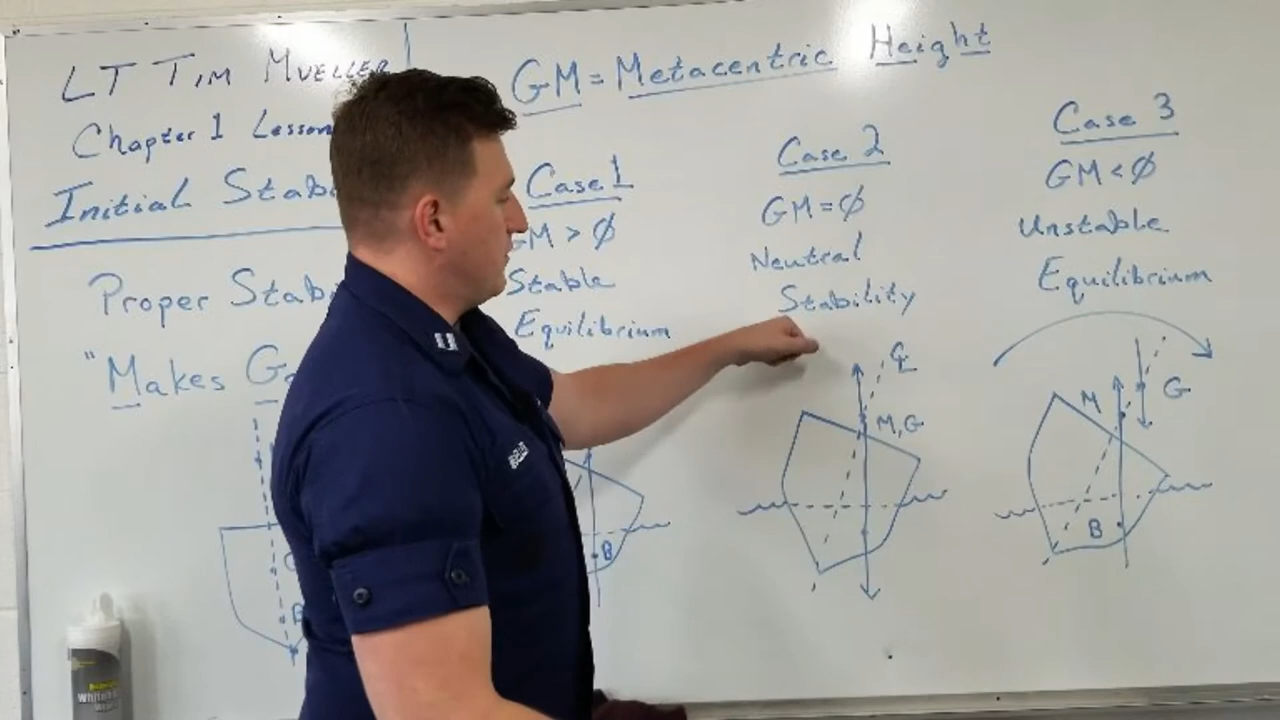 LT TIM MUELLER
Chapter 1 Lesson
Initial Stab
Proper Stab
"Makes G
GM = Metacentric Height
Case 1
GM > Ø
Stable
Equilibrium
B
Case 2
GM = Ø
Neutral
Stability
℄
M, G
Case 3
GM < Ø
Unstable
Equilibrium
M
G
B